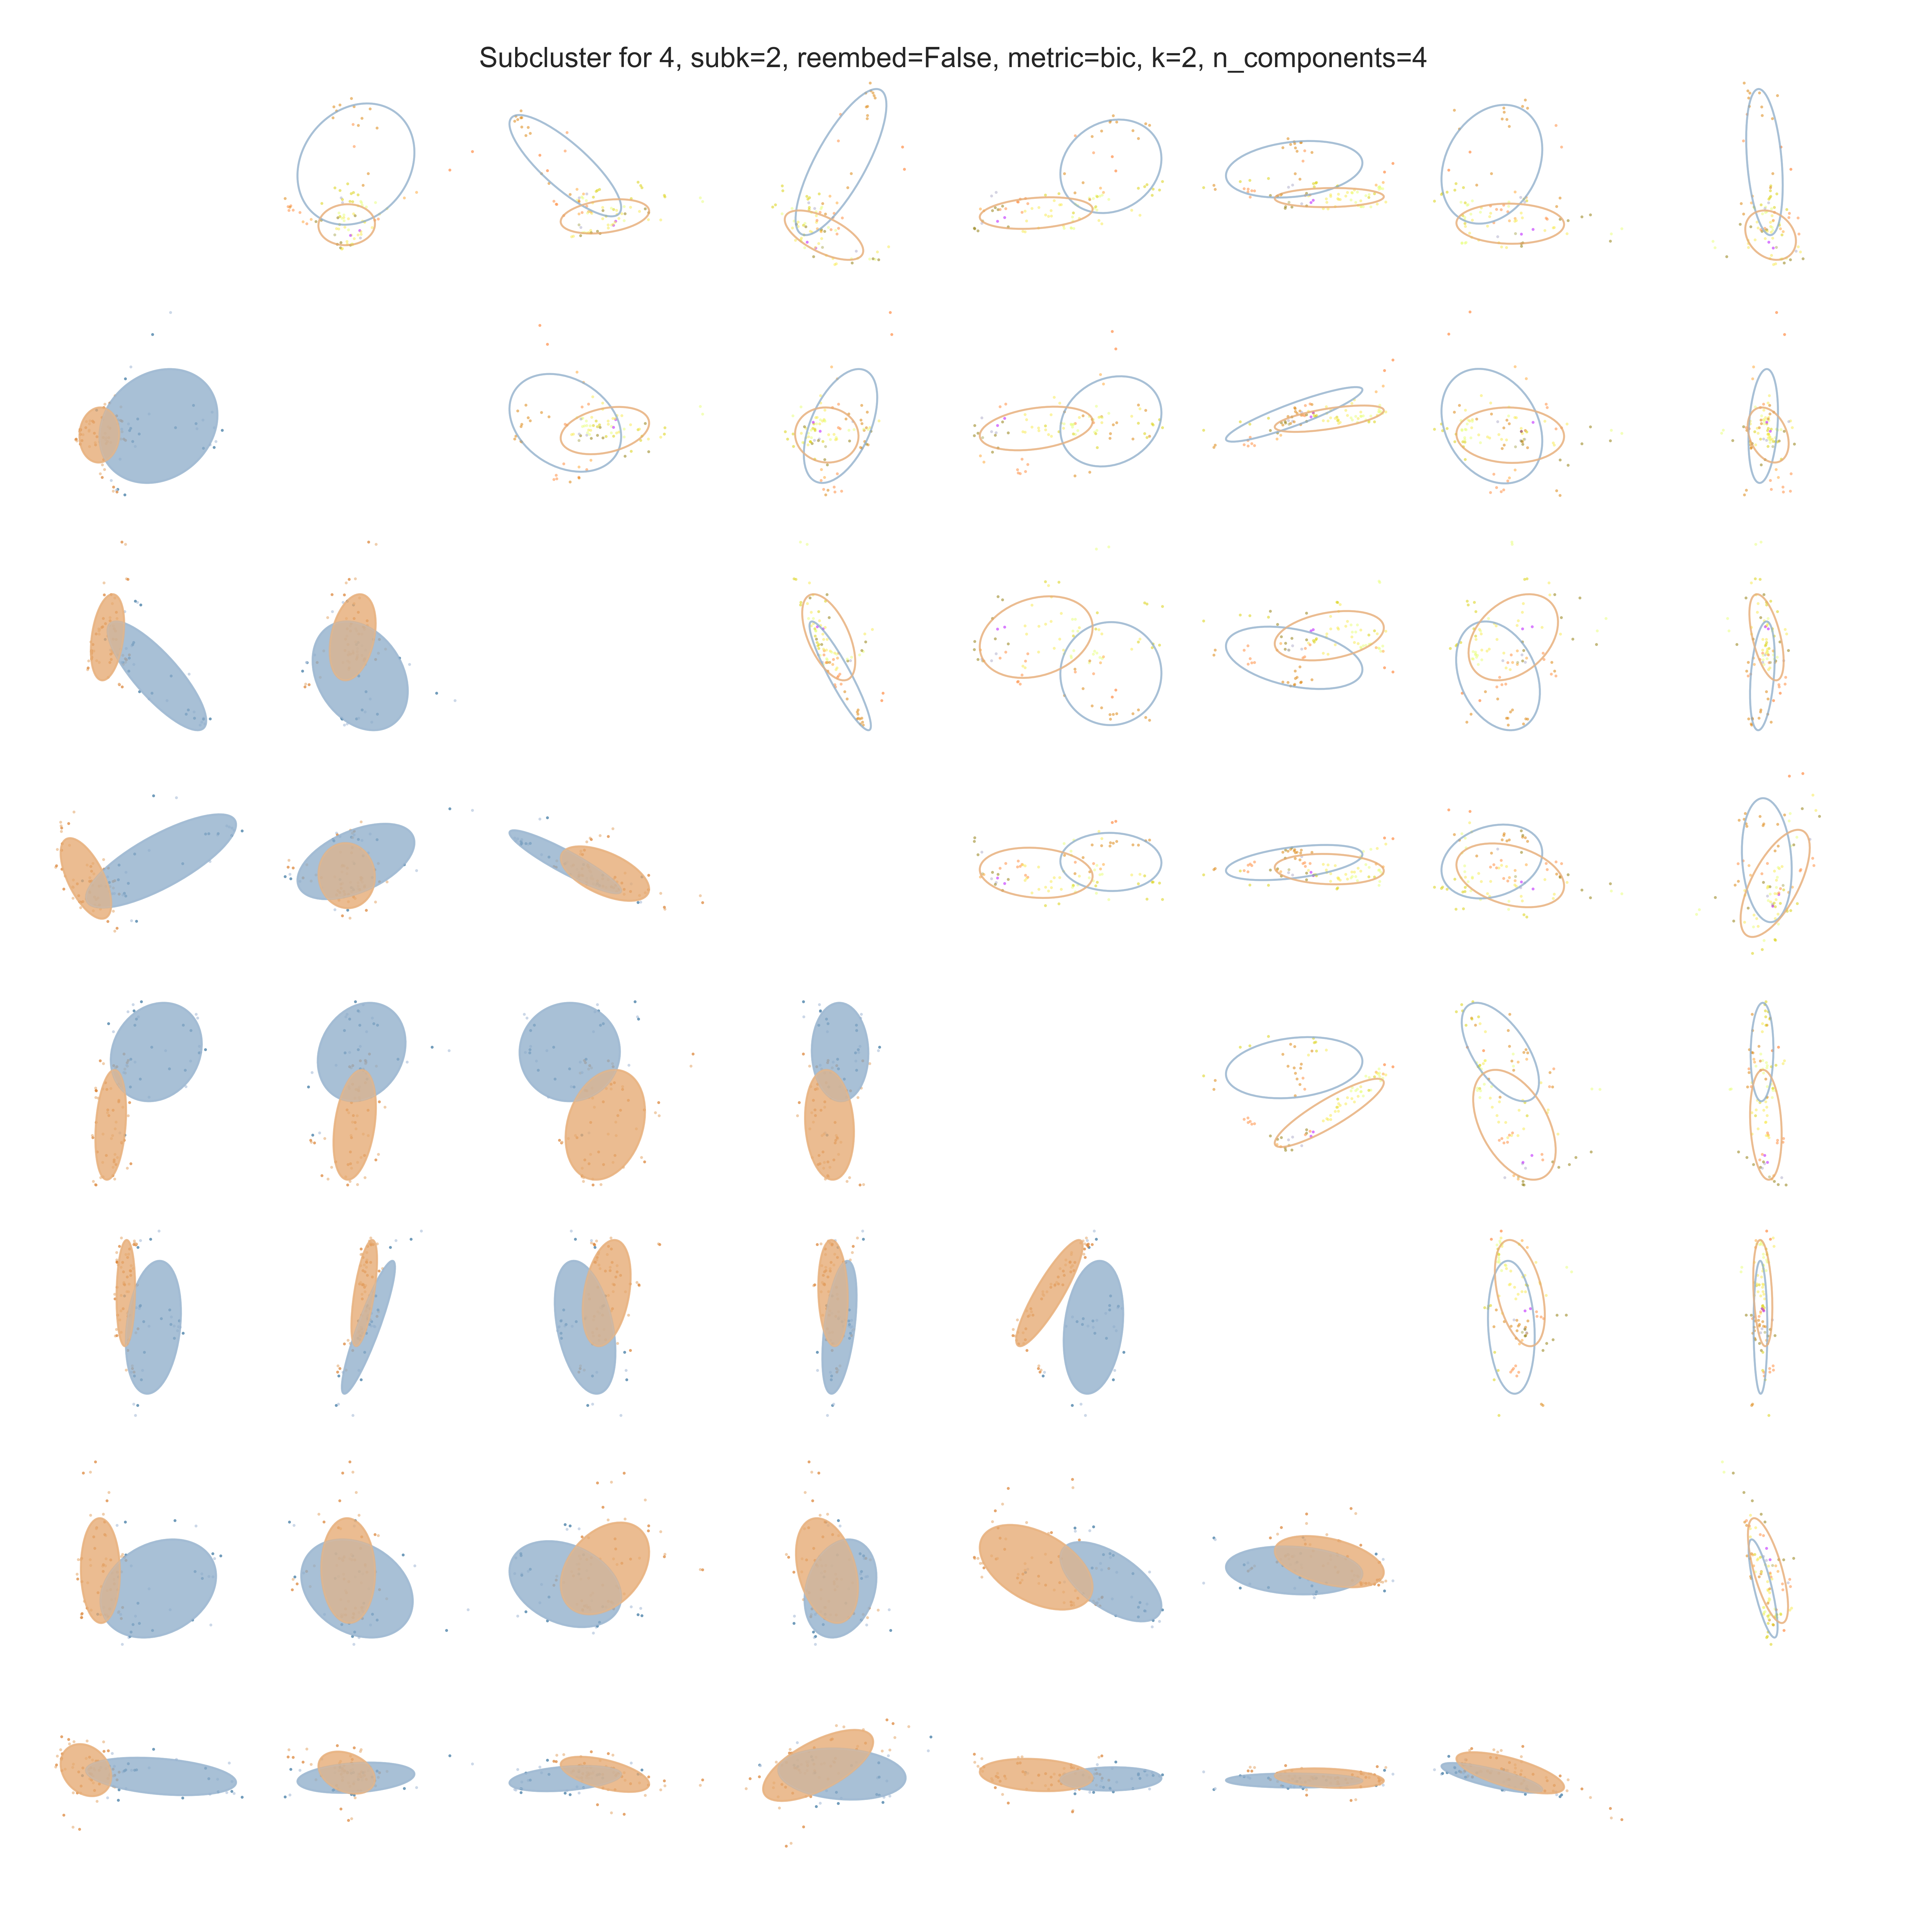 Subcluster for 4, subk=2, reembed=False, metric=bic, k=2, n_components=4